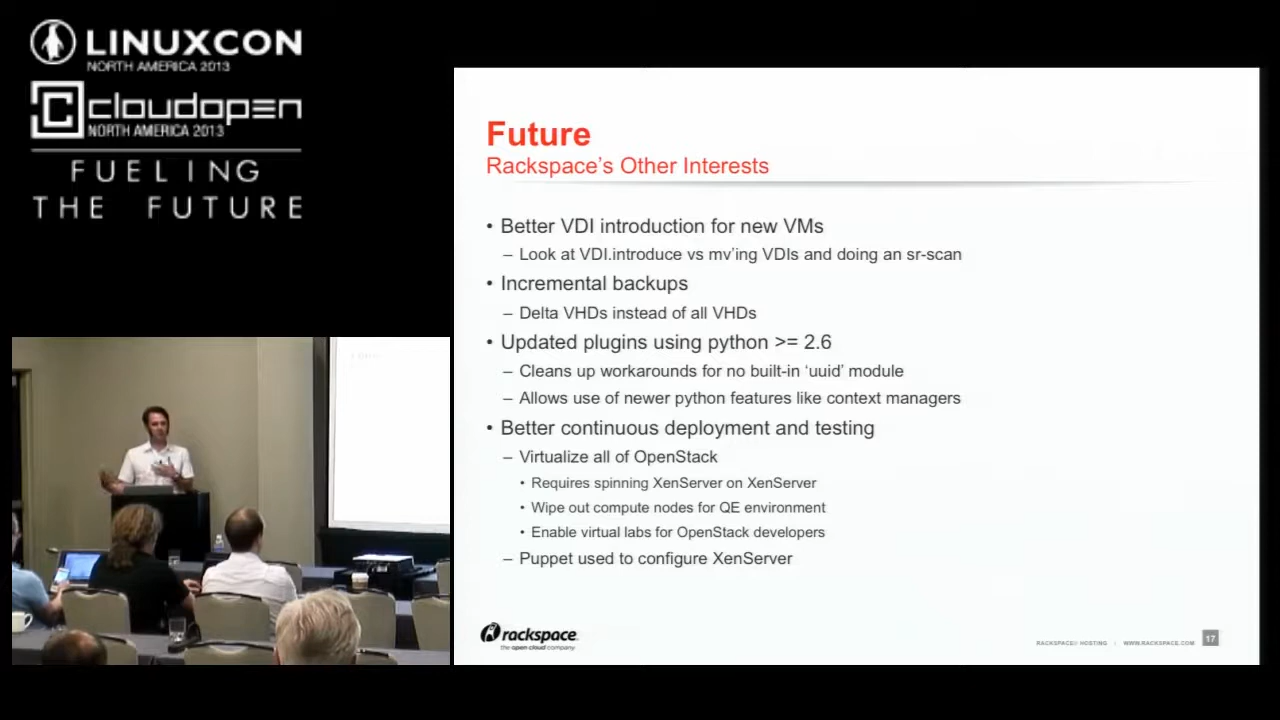 LINUXCON
NORTH AMERICA 2013
cloudopen
NORTH AMERICA 2013
FUELING
THE FUTURE
Future
Rackspace's Other Interests
• Better VDI introduction for new VMs
– Look at VDI.introduce vs mv'ing VDIs and doing an sr-scan
• Incremental backups
– Delta VHDs instead of all VHDs
• Updated plugins using python >= 2.6
– Cleans up workarounds for no built-in 'uuid' module
– Allows use of newer python features like context managers
• Better continuous deployment and testing
– Virtualize all of OpenStack
• Requires spinning XenServer on XenServer
• Wipe out compute nodes for QE environment
• Enable virtual labs for OpenStack developers
– Puppet used to configure XenServer
rackspace
the open cloud company
RACKSPACE® HOSTING | WWW.RACKSPACE.COM 17